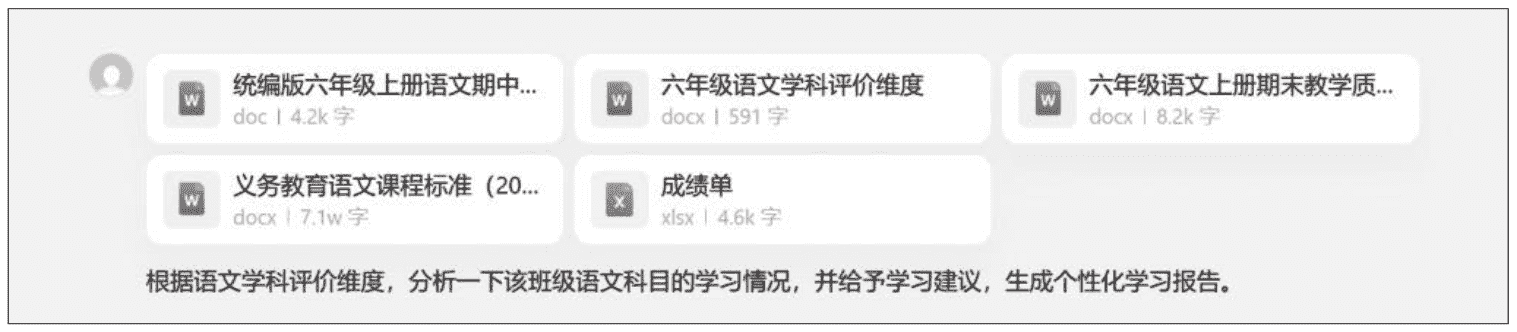 统编版六年级上册语文期中... 六年级语文学科评价维度 六年级语文上册期末教学质...
doc | 4.2k 字 docx | 591 字 docx | 8.2k 字
义务教育语文课程标准（20... 成绩单
docx | 7.1w 字 xlsx | 4.6k 字
根据语文学科评价维度，分析一下该班级语文科目的学习情况，并给予学习建议，生成个性化学习报告。